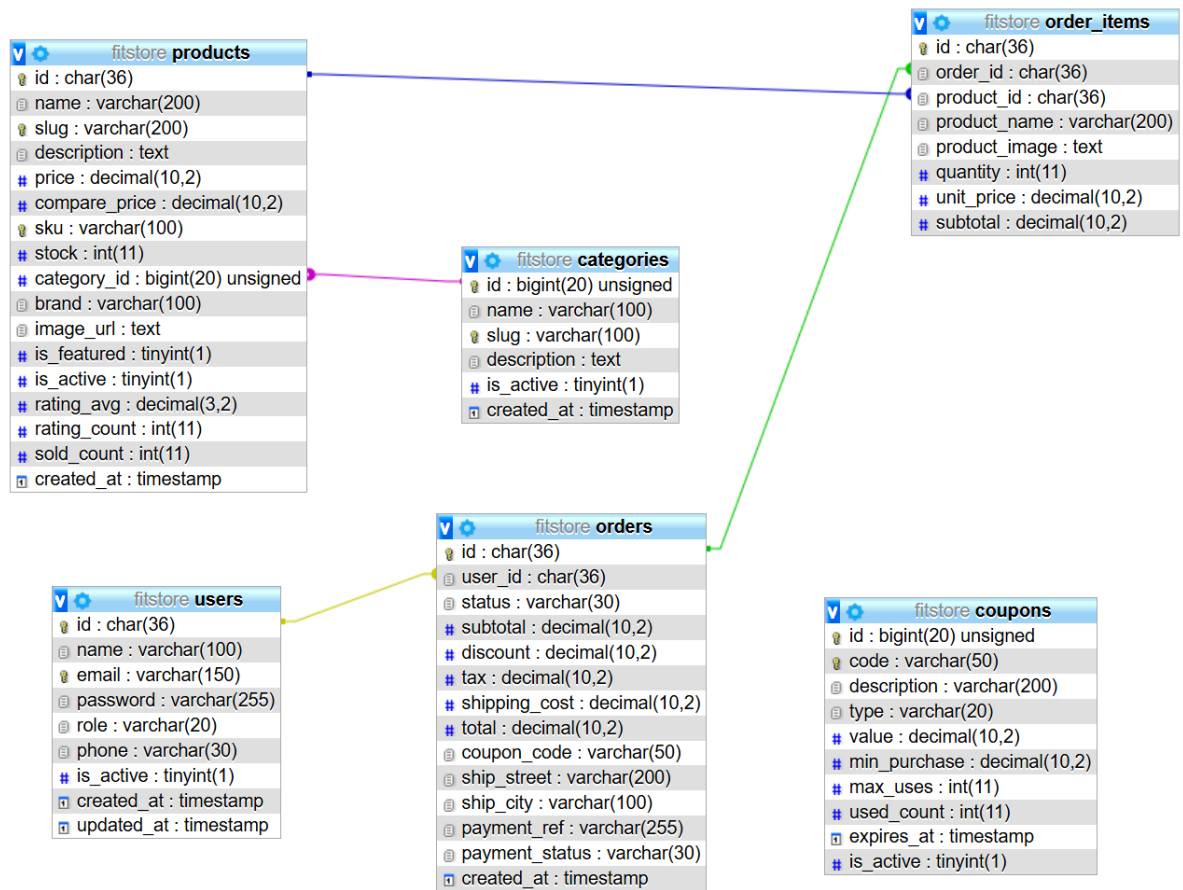 fitstore products
id : char(36)
name : varchar(200)
slug : varchar(200)
description : text
price : decimal(10,2)
compare_price : decimal(10,2)
sku : varchar(100)
stock : int(11)
category_id : bigint(20) unsigned
brand : varchar(100)
image_url : text
is_featured : tinyint(1)
is_active : tinyint(1)
rating_avg : decimal(3,2)
rating_count : int(11)
sold_count : int(11)
created_at : timestamp
fitstore categories
id : bigint(20) unsigned
name : varchar(100)
slug : varchar(100)
description : text
is_active : tinyint(1)
created_at : timestamp
fitstore order_items
id : char(36)
order_id : char(36)
product_id : char(36)
product_name : varchar(200)
product_image : text
quantity : int(11)
unit_price : decimal(10,2)
subtotal : decimal(10,2)
fitstore users
id : char(36)
name : varchar(100)
email : varchar(150)
password : varchar(255)
role : varchar(20)
phone : varchar(30)
is_active : tinyint(1)
created_at : timestamp
updated_at : timestamp
fitstore orders
id : char(36)
user_id : char(36)
status : varchar(30)
subtotal : decimal(10,2)
discount : decimal(10,2)
tax : decimal(10,2)
shipping_cost : decimal(10,2)
total : decimal(10,2)
coupon_code : varchar(50)
ship_street : varchar(200)
ship_city : varchar(100)
payment_ref : varchar(255)
payment_status : varchar(30)
created_at : timestamp
fitstore coupons
id : bigint(20) unsigned
code : varchar(50)
description : varchar(200)
type : varchar(20)
value : decimal(10,2)
min_purchase : decimal(10,2)
max_uses : int(11)
used_count : int(11)
expires_at : timestamp
is_active : tinyint(1)